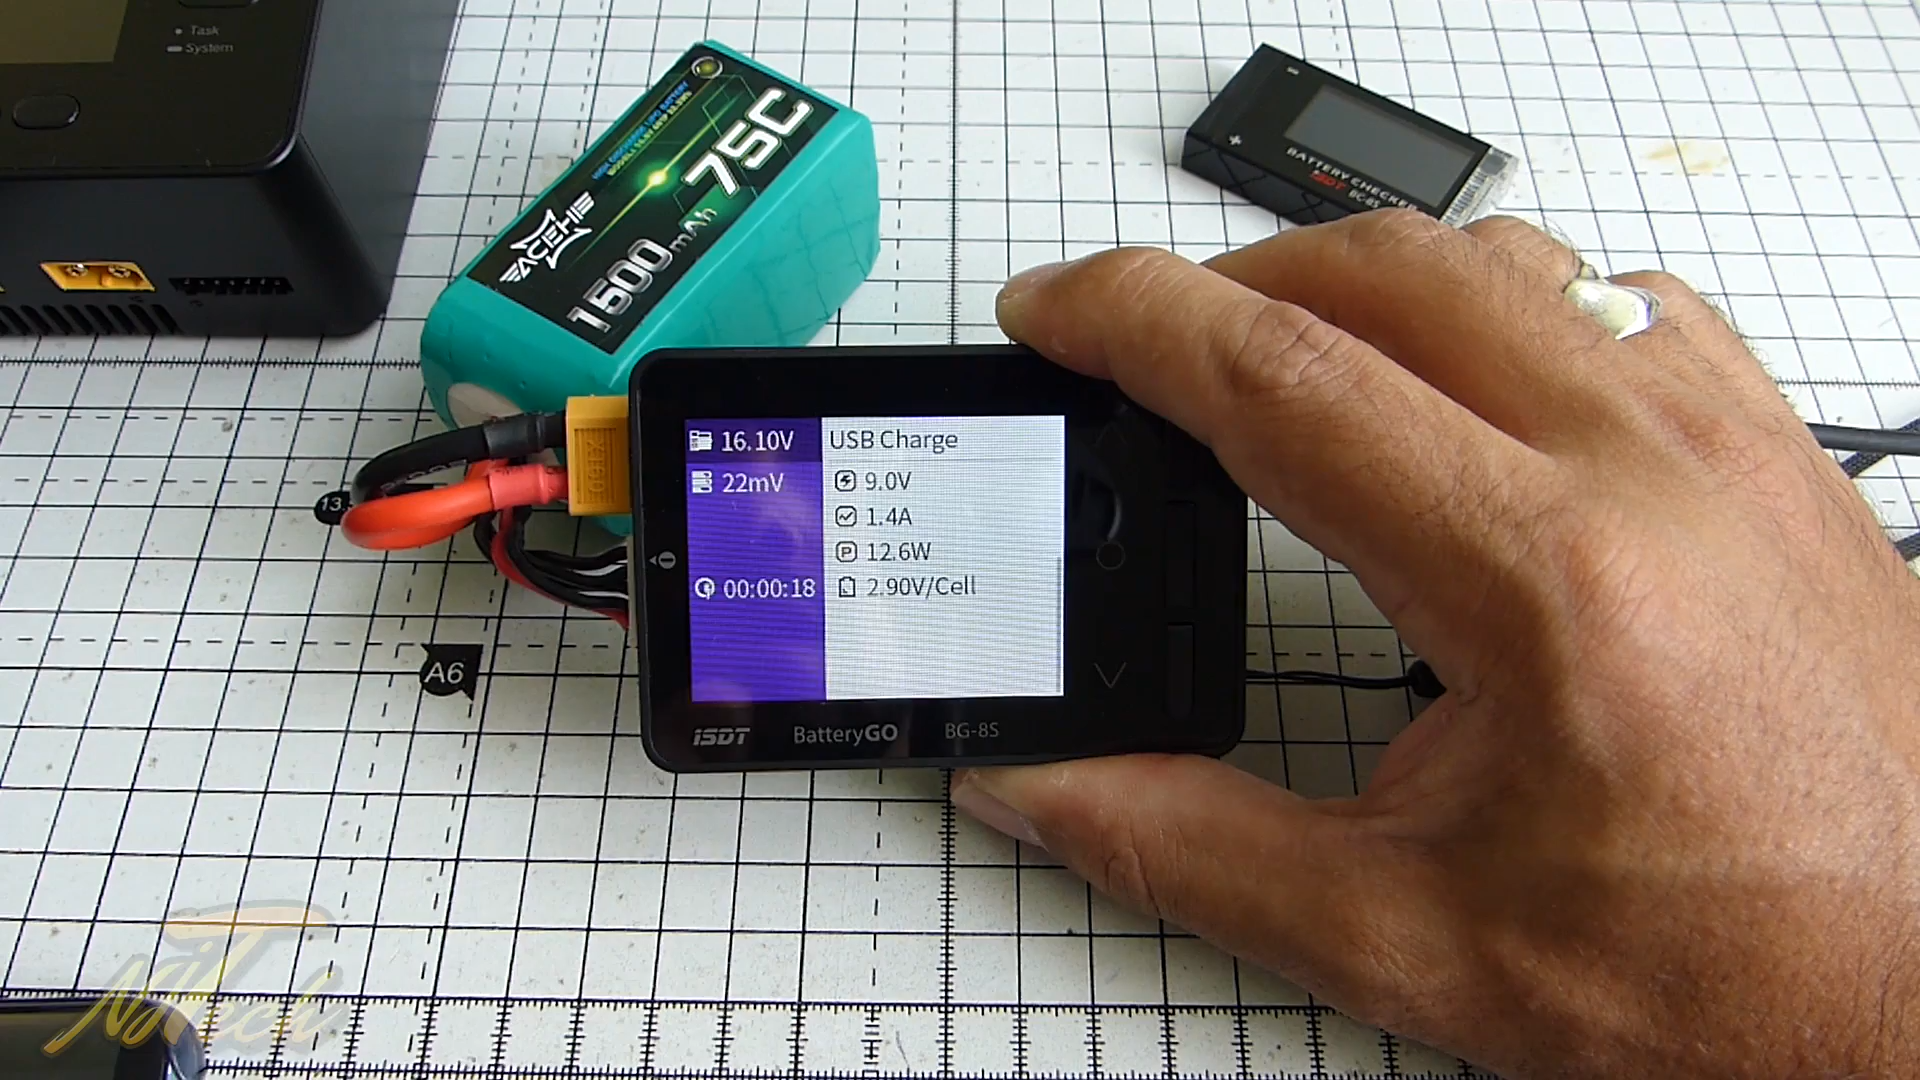 Task
System
ACEHE
1500mAh 75C
BATTERY CHECKER
ISDT BC-8S
XT60
16.10V
22mV
00:00:18
USB Charge
9.0V
1.4A
12.6W
2.90V/Cell
ISDT BatteryGO BG-8S
13.
A6
NJTech